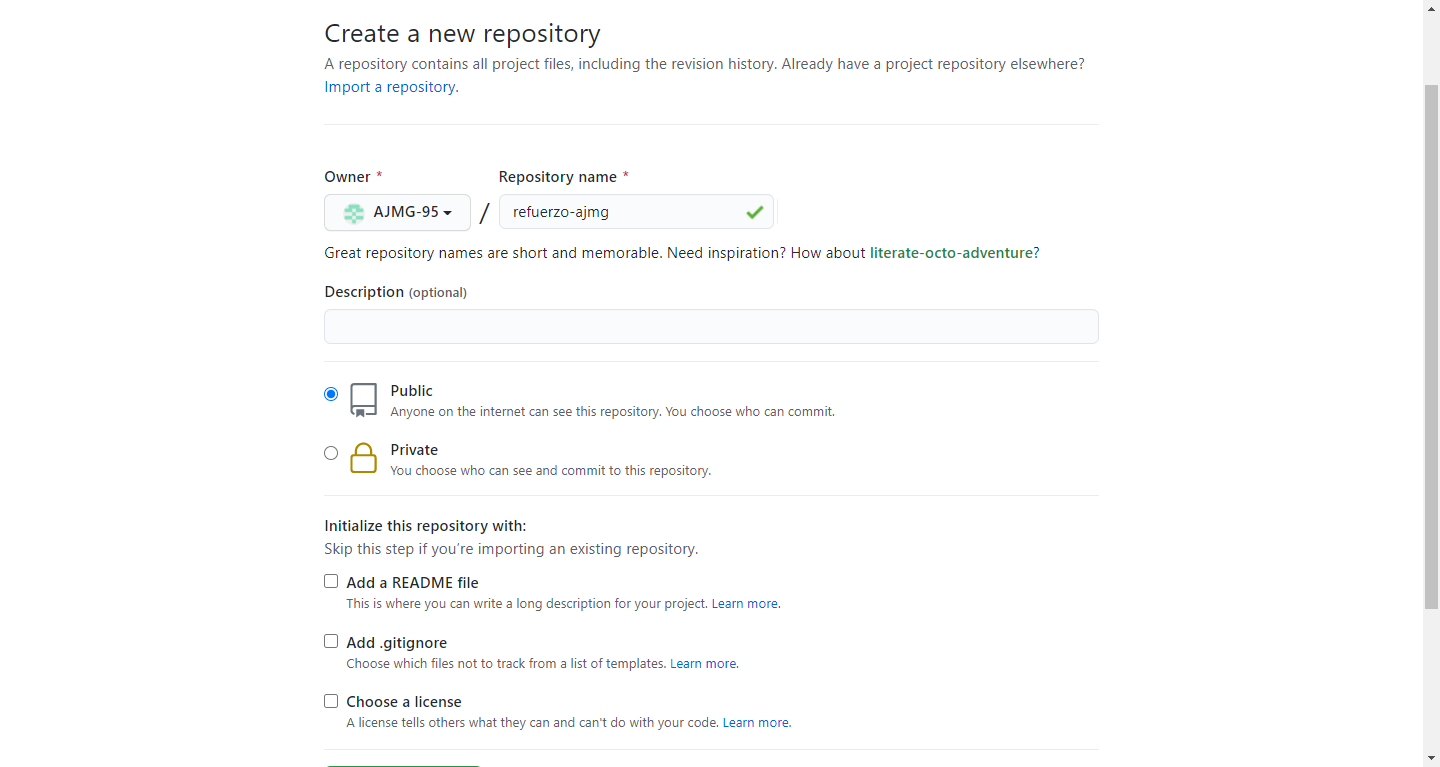 Create a new repository
A repository contains all project files, including the revision history. Already have a project repository elsewhere?
Import a repository.
Owner * Repository name *
AJMG-95 / refuerzo-ajmg
Great repository names are short and memorable. Need inspiration? How about literate-octo-adventure?
Description (optional)
Public
Anyone on the internet can see this repository. You choose who can commit.
Private
You choose who can see and commit to this repository.
Initialize this repository with:
Skip this step if you’re importing an existing repository.
Add a README file
This is where you can write a long description for your project. Learn more.
Add .gitignore
Choose which files not to track from a list of templates. Learn more.
Choose a license
A license tells others what they can and can't do with your code. Learn more.